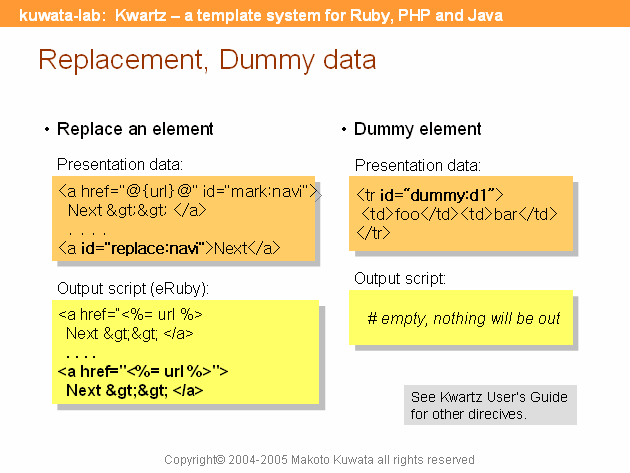 kuwata-lab: Kwartz – a template system for Ruby, PHP and Java
Replacement, Dummy data
• Replace an element
Presentation data:
<a href="@{url}@" id="mark:navi">
Next &gt;&gt; </a>
. . . .
<a id="replace:navi">Next</a>
Output script (eRuby):
<a href="<%= url %>
Next &gt;&gt; </a>
. . . .
<a href="<%= url %>">
Next &gt;&gt; </a>
• Dummy element
Presentation data:
<tr id="dummy:d1">
<td>foo</td><td>bar</td>
</tr>
Output script:
# empty, nothing will be out
See Kwartz User's Guide
for other direcives.
Copyright© 2004-2005 Makoto Kuwata all rights reserved